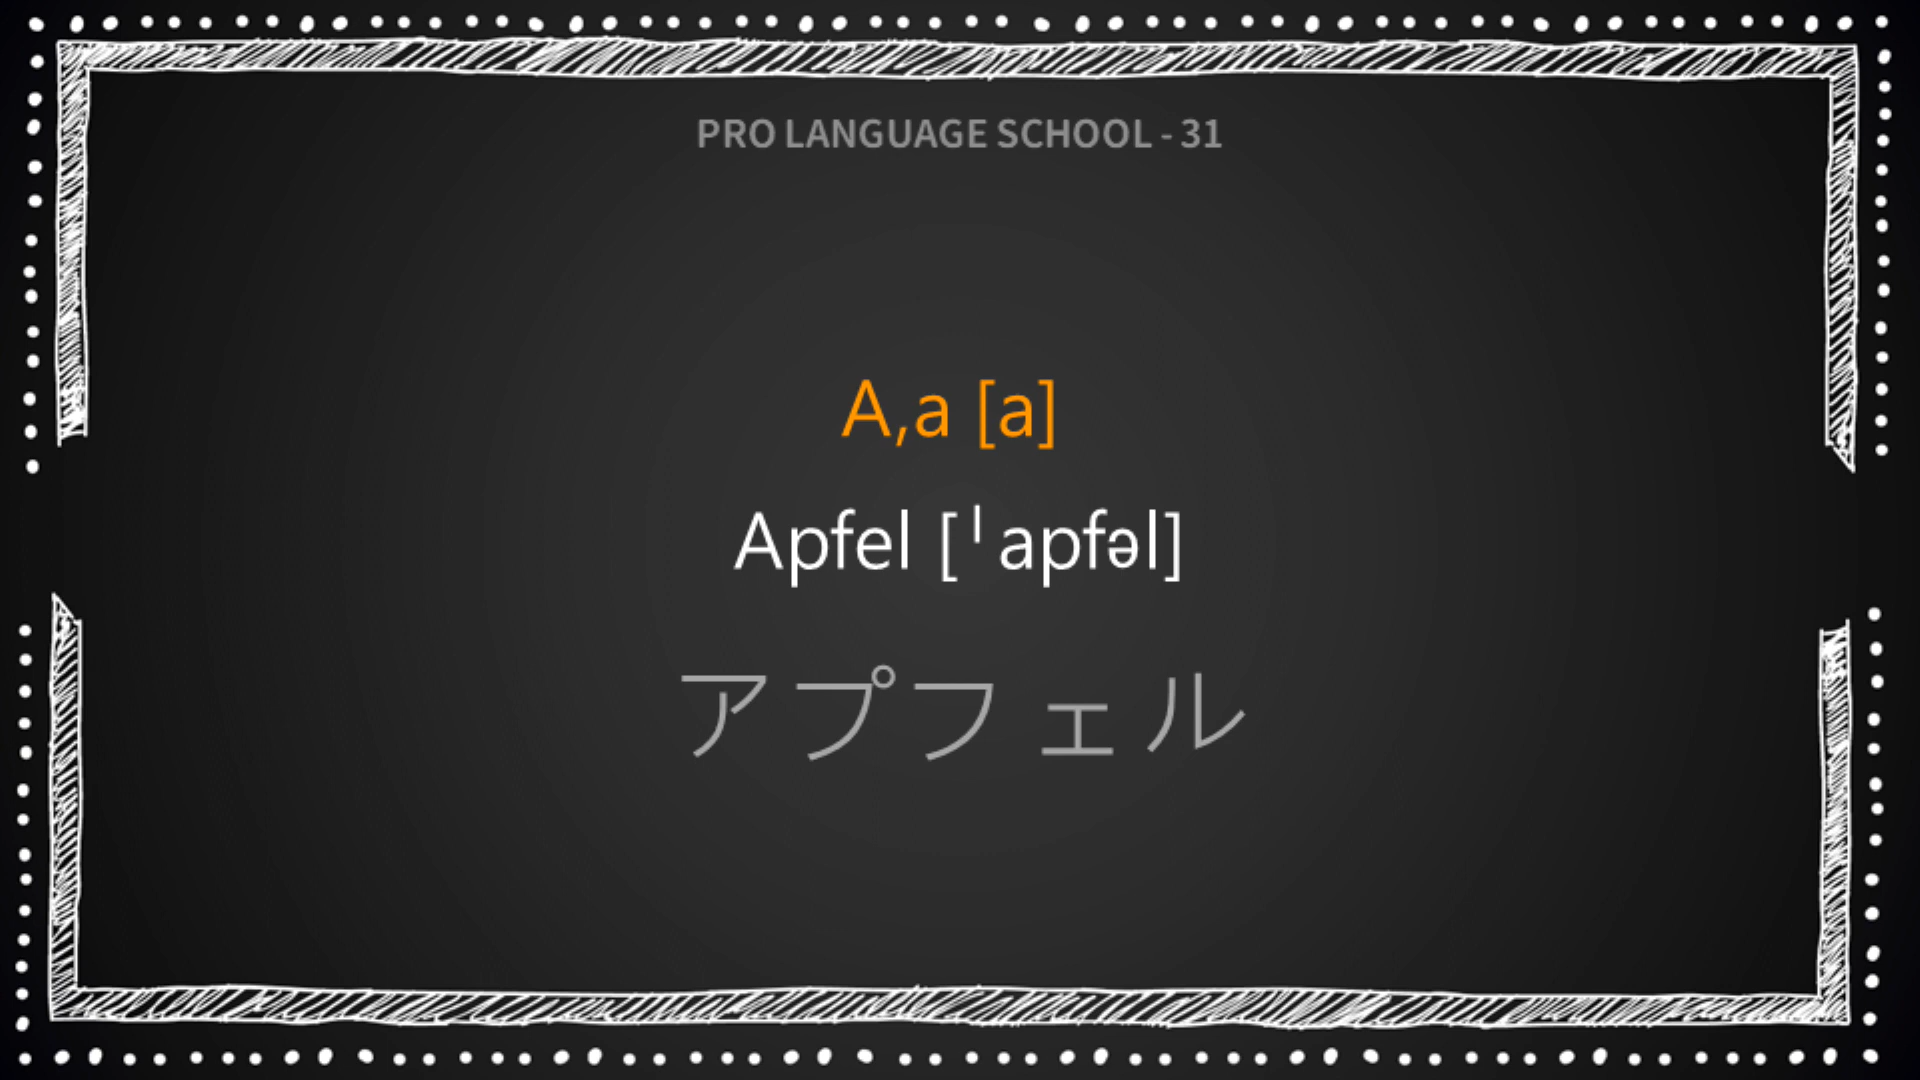 PRO LANGUAGE SCHOOL - 31
A,a [a]
Apfel [ˈapfəl]
アプフェル